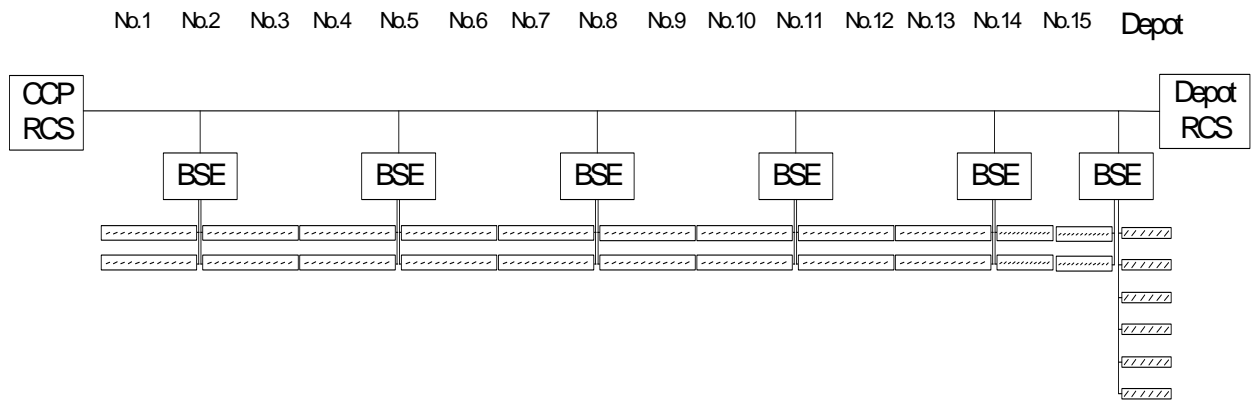 No.1 No.2 No.3 No.4 No.5 No.6 No.7 No.8 No.9 No.10 No.11 No.12 No.13 No.14 No.15 Depot
CCP
RCS
Depot
RCS
BSE BSE BSE BSE BSE BSE